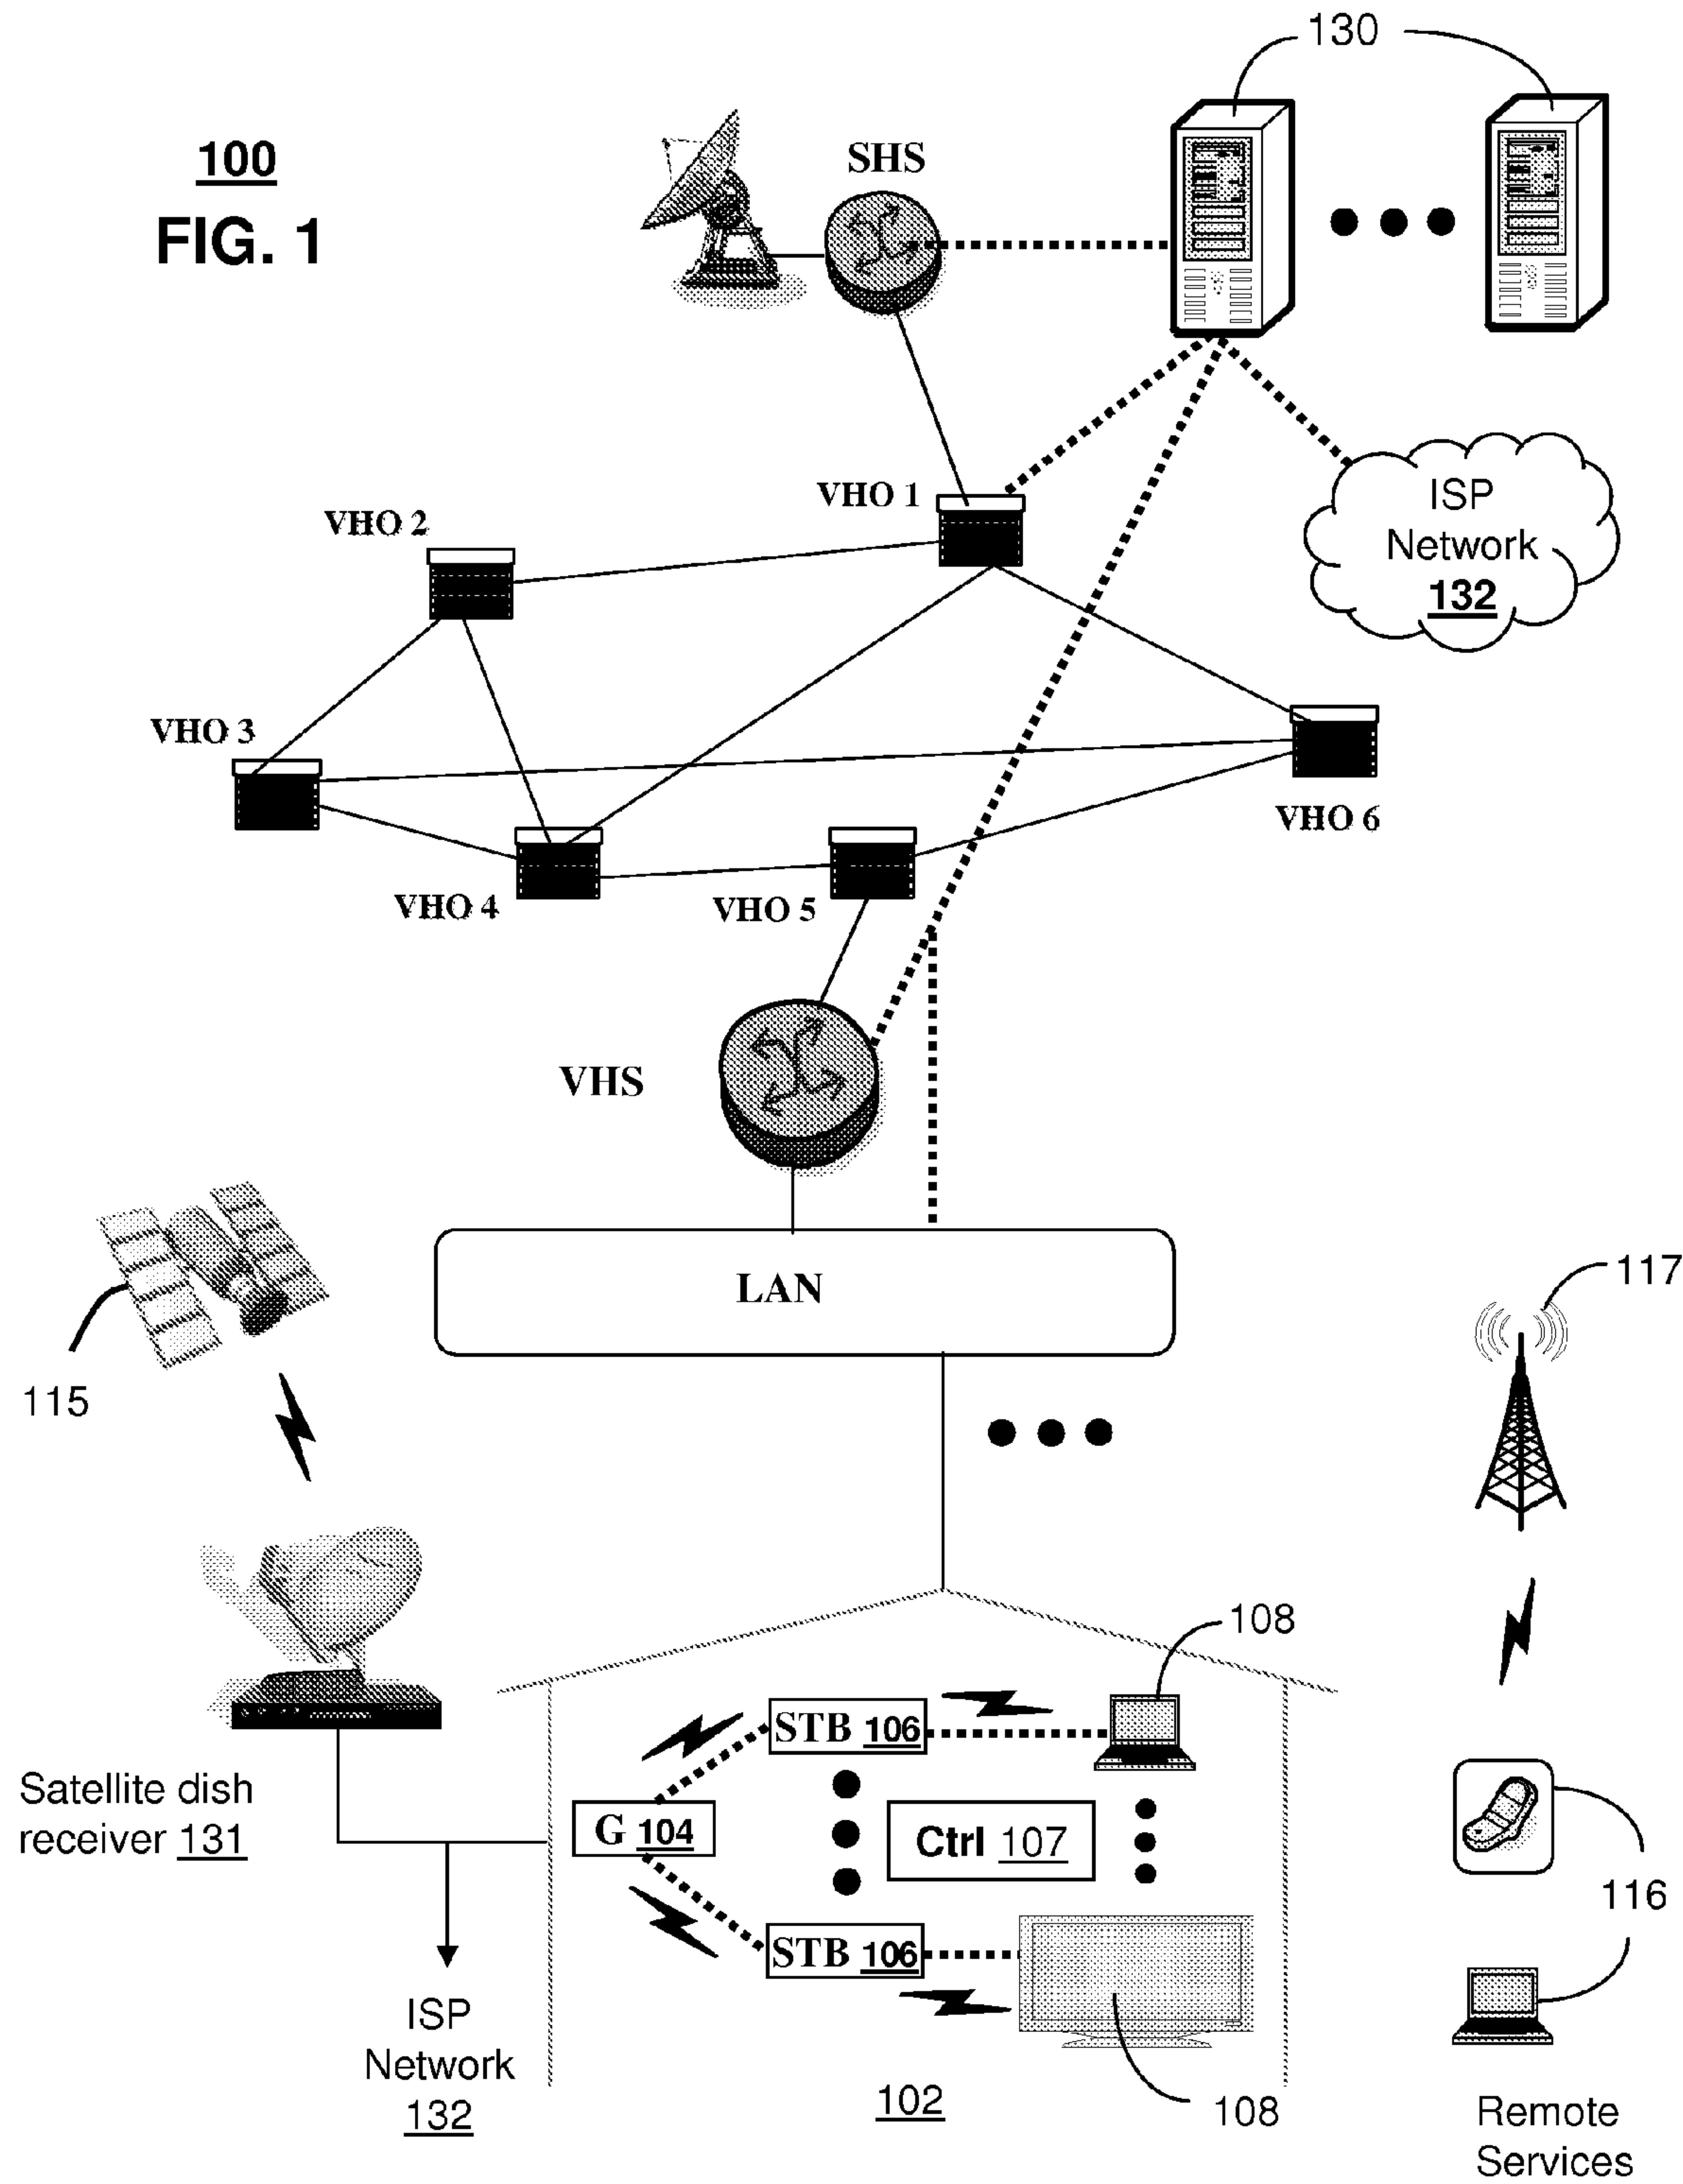 130
100
FIG. 1
SHS
VHO 1
ISP
Network
132
VHO 2
VHO 3
VHO 6
VHO 4
VHO 5
VHS
LAN
117
115
108
STB 106
Satellite dish
receiver 131
G 104
Ctrl 107
116
STB 106
ISP
Network
132
102
108
Remote
Services